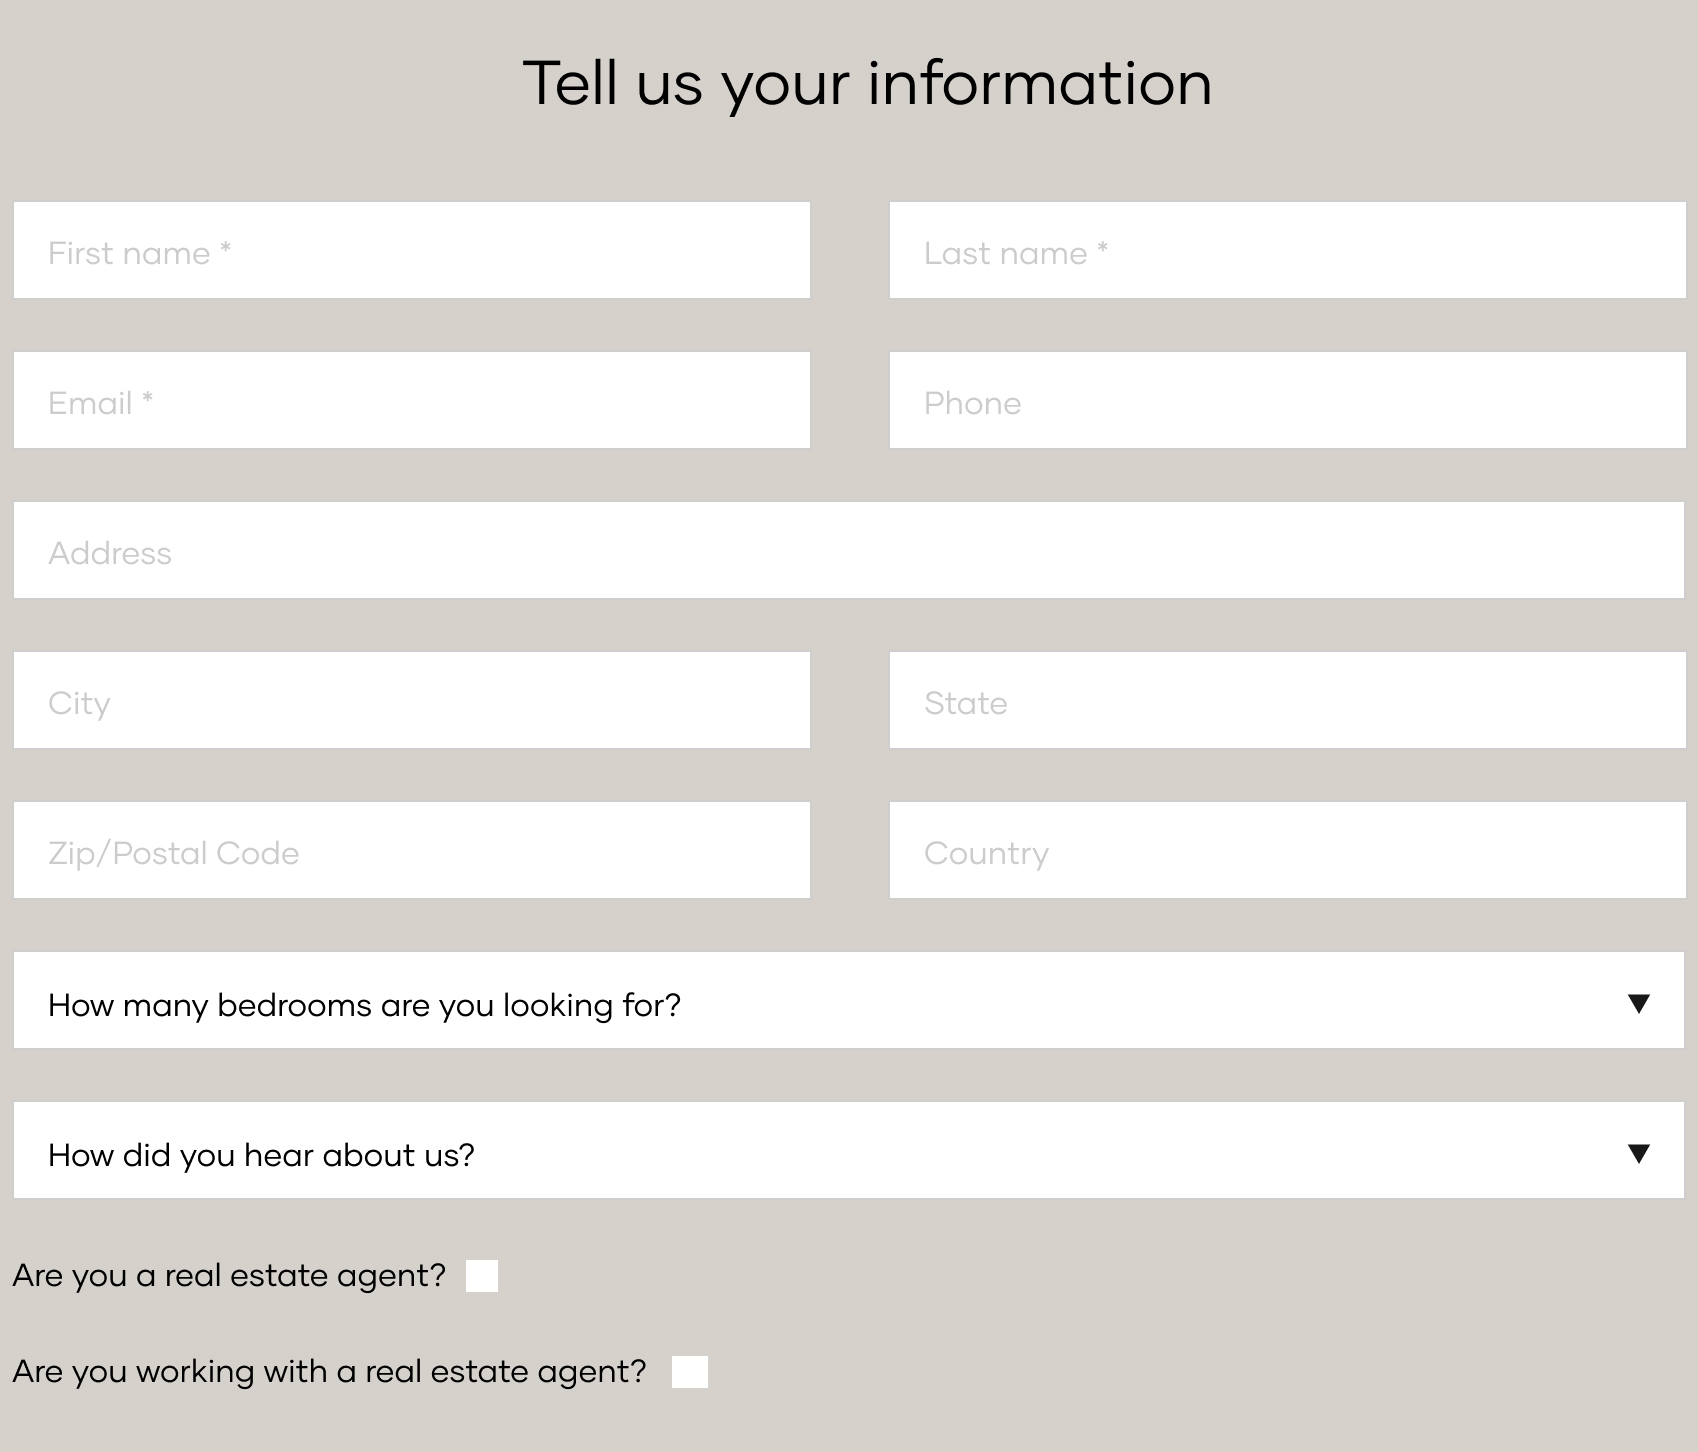 Tell us your information
First name *
Last name *
Email *
Phone
Address
City
State
Zip/Postal Code
Country
How many bedrooms are you looking for?
How did you hear about us?
Are you a real estate agent?
Are you working with a real estate agent?